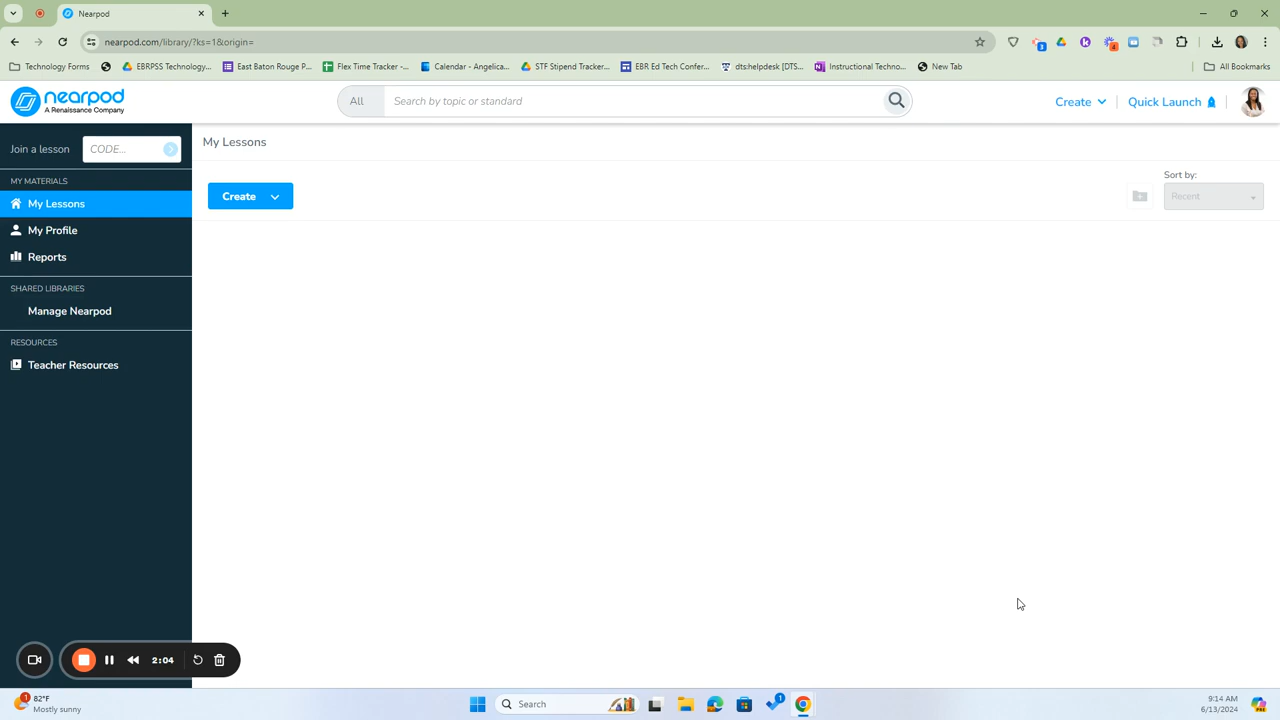 Nearpod
nearpod.com/library/?ks=1&origin=
3
4
Technology Forms
EBRPSS Technology...
East Baton Rouge P...
Flex Time Tracker -...
Calendar - Angelica...
STF Stipend Tracker...
EBR Ed Tech Confer...
dts:helpdesk [DTS...
Instructional Techno...
New Tab
All Bookmarks
nearpod
A Renaissance Company
All
Search by topic or standard
Create
Quick Launch
Join a lesson
CODE...
My Lessons
MY MATERIALS
Sort by:
My Lessons
Create
Recent
My Profile
Reports
SHARED LIBRARIES
Manage Nearpod
RESOURCES
Teacher Resources
2:04
1
82°F
Mostly sunny
Search
1
9:14 AM
6/13/2024